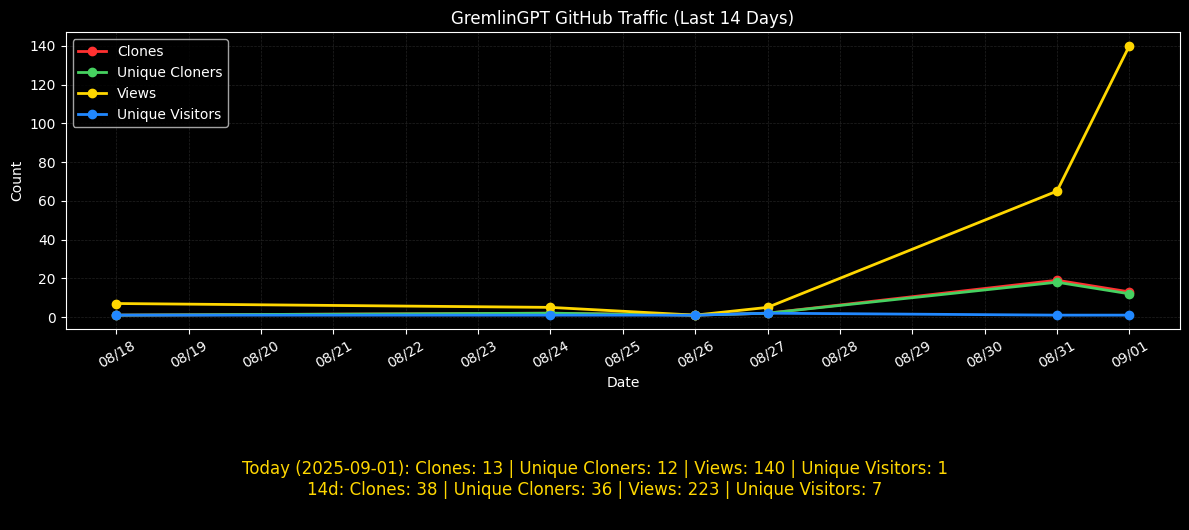 GremlinGPT GitHub Traffic (Last 14 Days)
Clones
Unique Cloners
Views
Unique Visitors
Count
140
120
100
80
60
40
20
0
08/18 08/19 08/20 08/21 08/22 08/23 08/24 08/25 08/26 08/27 08/28 08/29 08/30 08/31 09/01
Date
Today (2025-09-01): Clones: 13 | Unique Cloners: 12 | Views: 140 | Unique Visitors: 1
14d: Clones: 38 | Unique Cloners: 36 | Views: 223 | Unique Visitors: 7